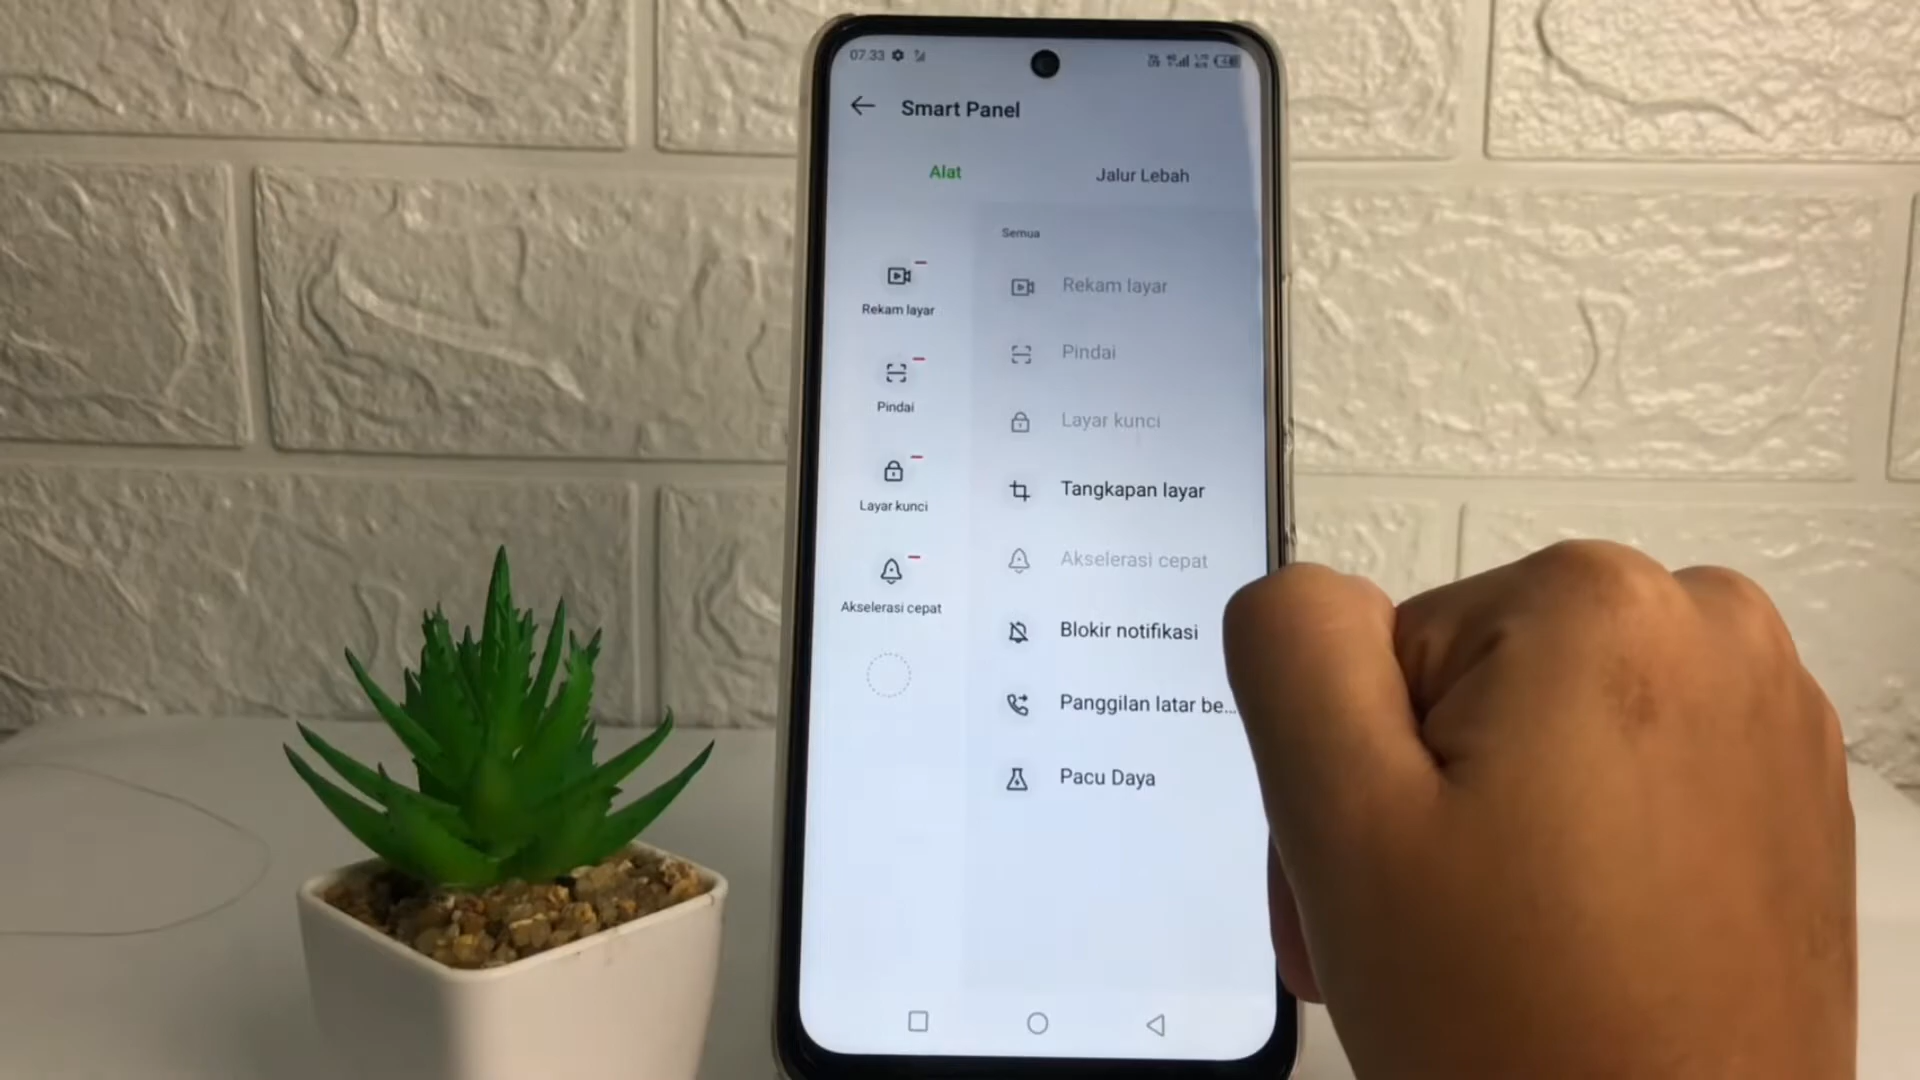 07.33
Smart Panel
Alat
Jalur Lebah
Rekam layar
Pindai
Layar kunci
Akselerasi cepat
Semua
Rekam layar
Pindai
Layar kunci
Tangkapan layar
Akselerasi cepat
Blokir notifikasi
Panggilan latar be...
Pacu Daya